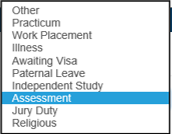 Other
Practicum
Work Placement
Illness
Awaiting Visa
Paternal Leave
Independent Study
Assessment
Jury Duty
Religious